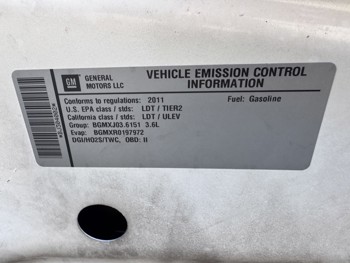 GM
GENERAL MOTORS LLC
VEHICLE EMISSION CONTROL INFORMATION
Conforms to regulations: 2011
Fuel: Gasoline
U.S. EPA class / stds: LDT / TIER2
California class / stds: LDT / ULEV
Group: BGMXJ03.6151 3.6L
Evap: BGMXR0197972
DGI/HO2S/TWC, OBD: II